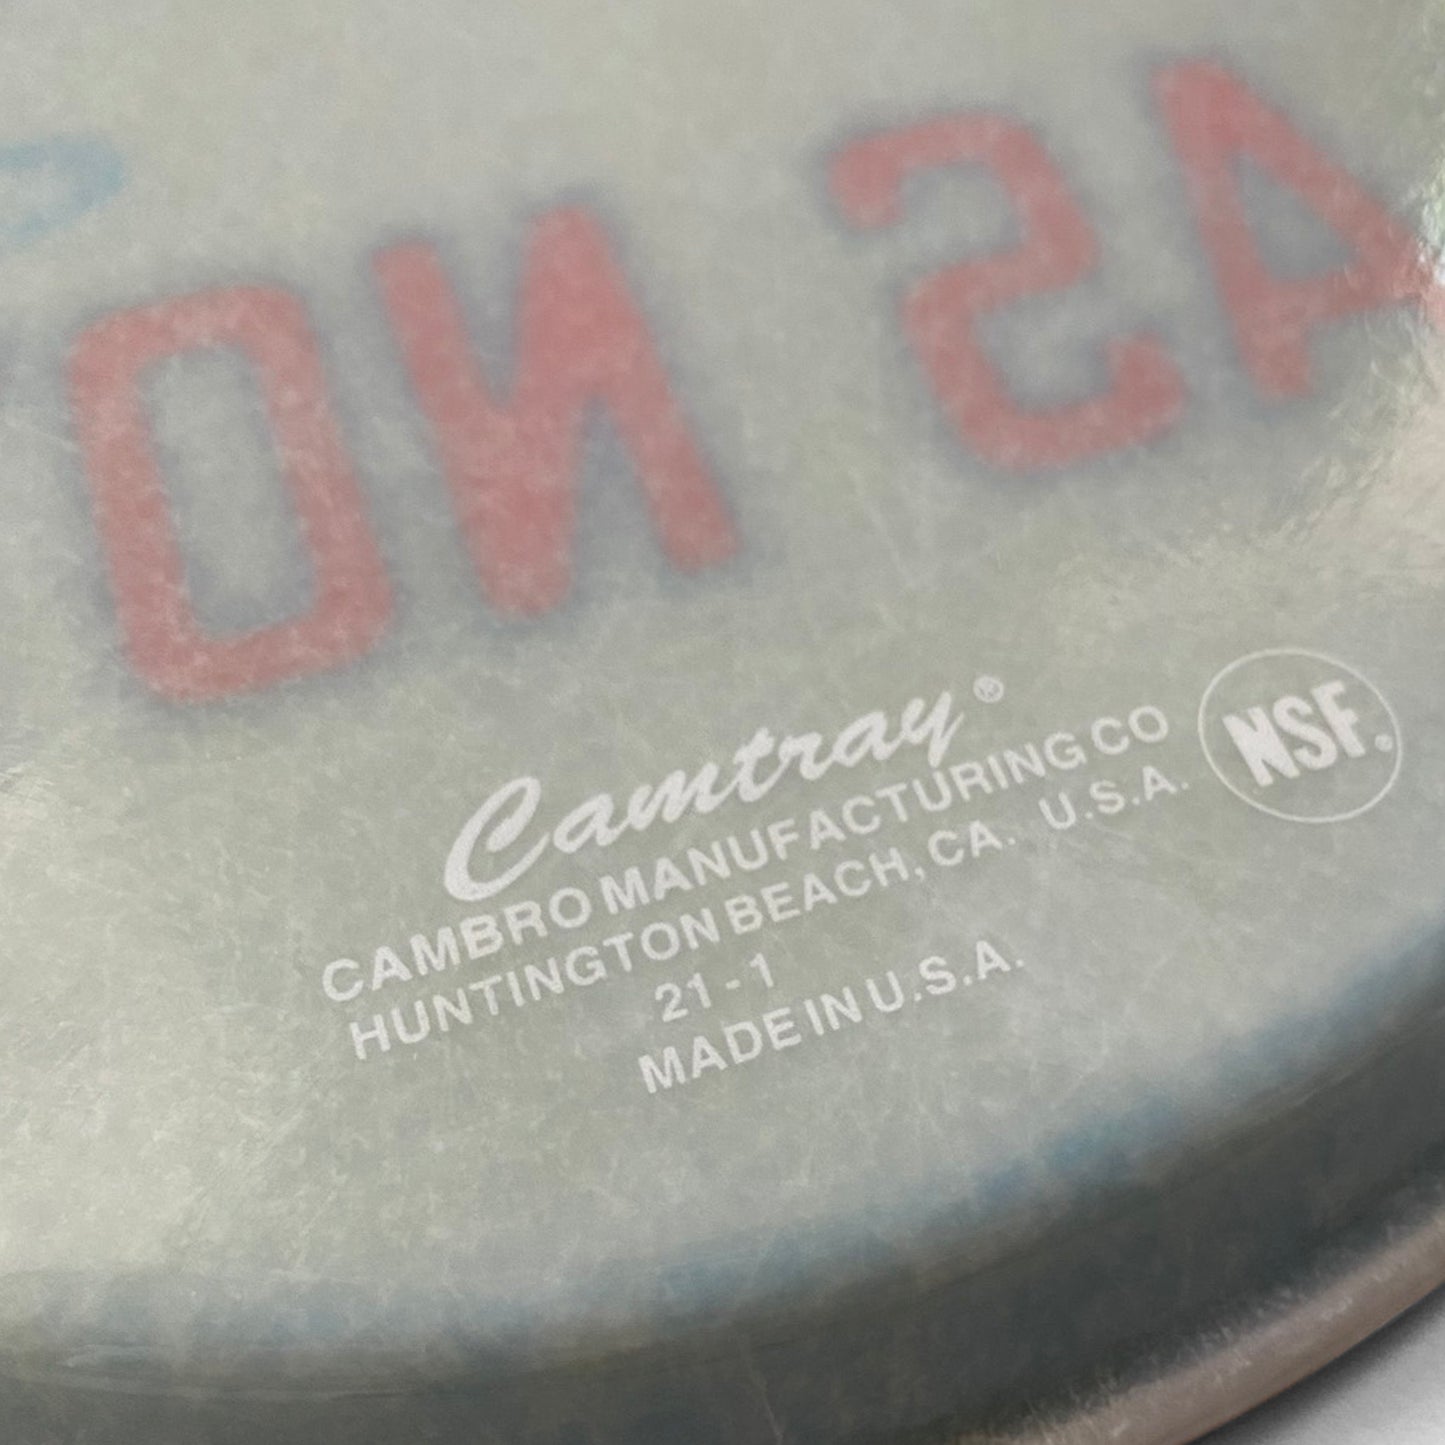 Camtray®
CAMBRO MANUFACTURING CO
HUNTINGTON BEACH, CA. U.S.A.
21 - 1
MADE IN U.S.A.
NSF®